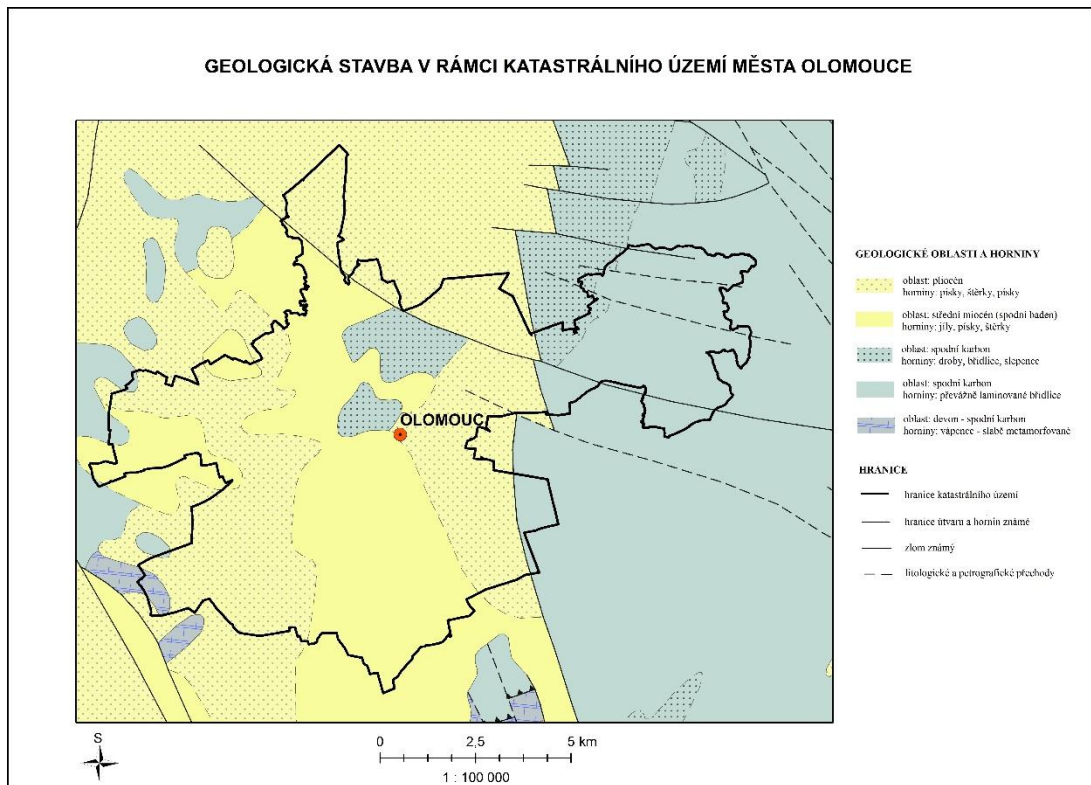 GEOLOGICKÁ STAVBA V RÁMCI KATASTRÁLNÍHO ÚZEMÍ MĚSTA OLOMOUCE
OLOMOUC
GEOLOGICKÉ OBLASTI A HORNINY
oblast: pliocén
horniny: písky, štěrky, písky
oblast: střední miocén (spodní baden)
horniny: jíly, písky, štěrky
oblast: spodní karbon
horniny: droby, břidlice, slepence
oblast: spodní karbon
horniny: převážně laminované břidlice
oblast: devon - spodní karbon
horniny: vápence - slabě metamorfované
HRANICE
hranice katastrálního území
hranice útvaru a hornin známé
zlom známý
litologické a petrografické přechody
S
0 2,5 5 km
1 : 100 000